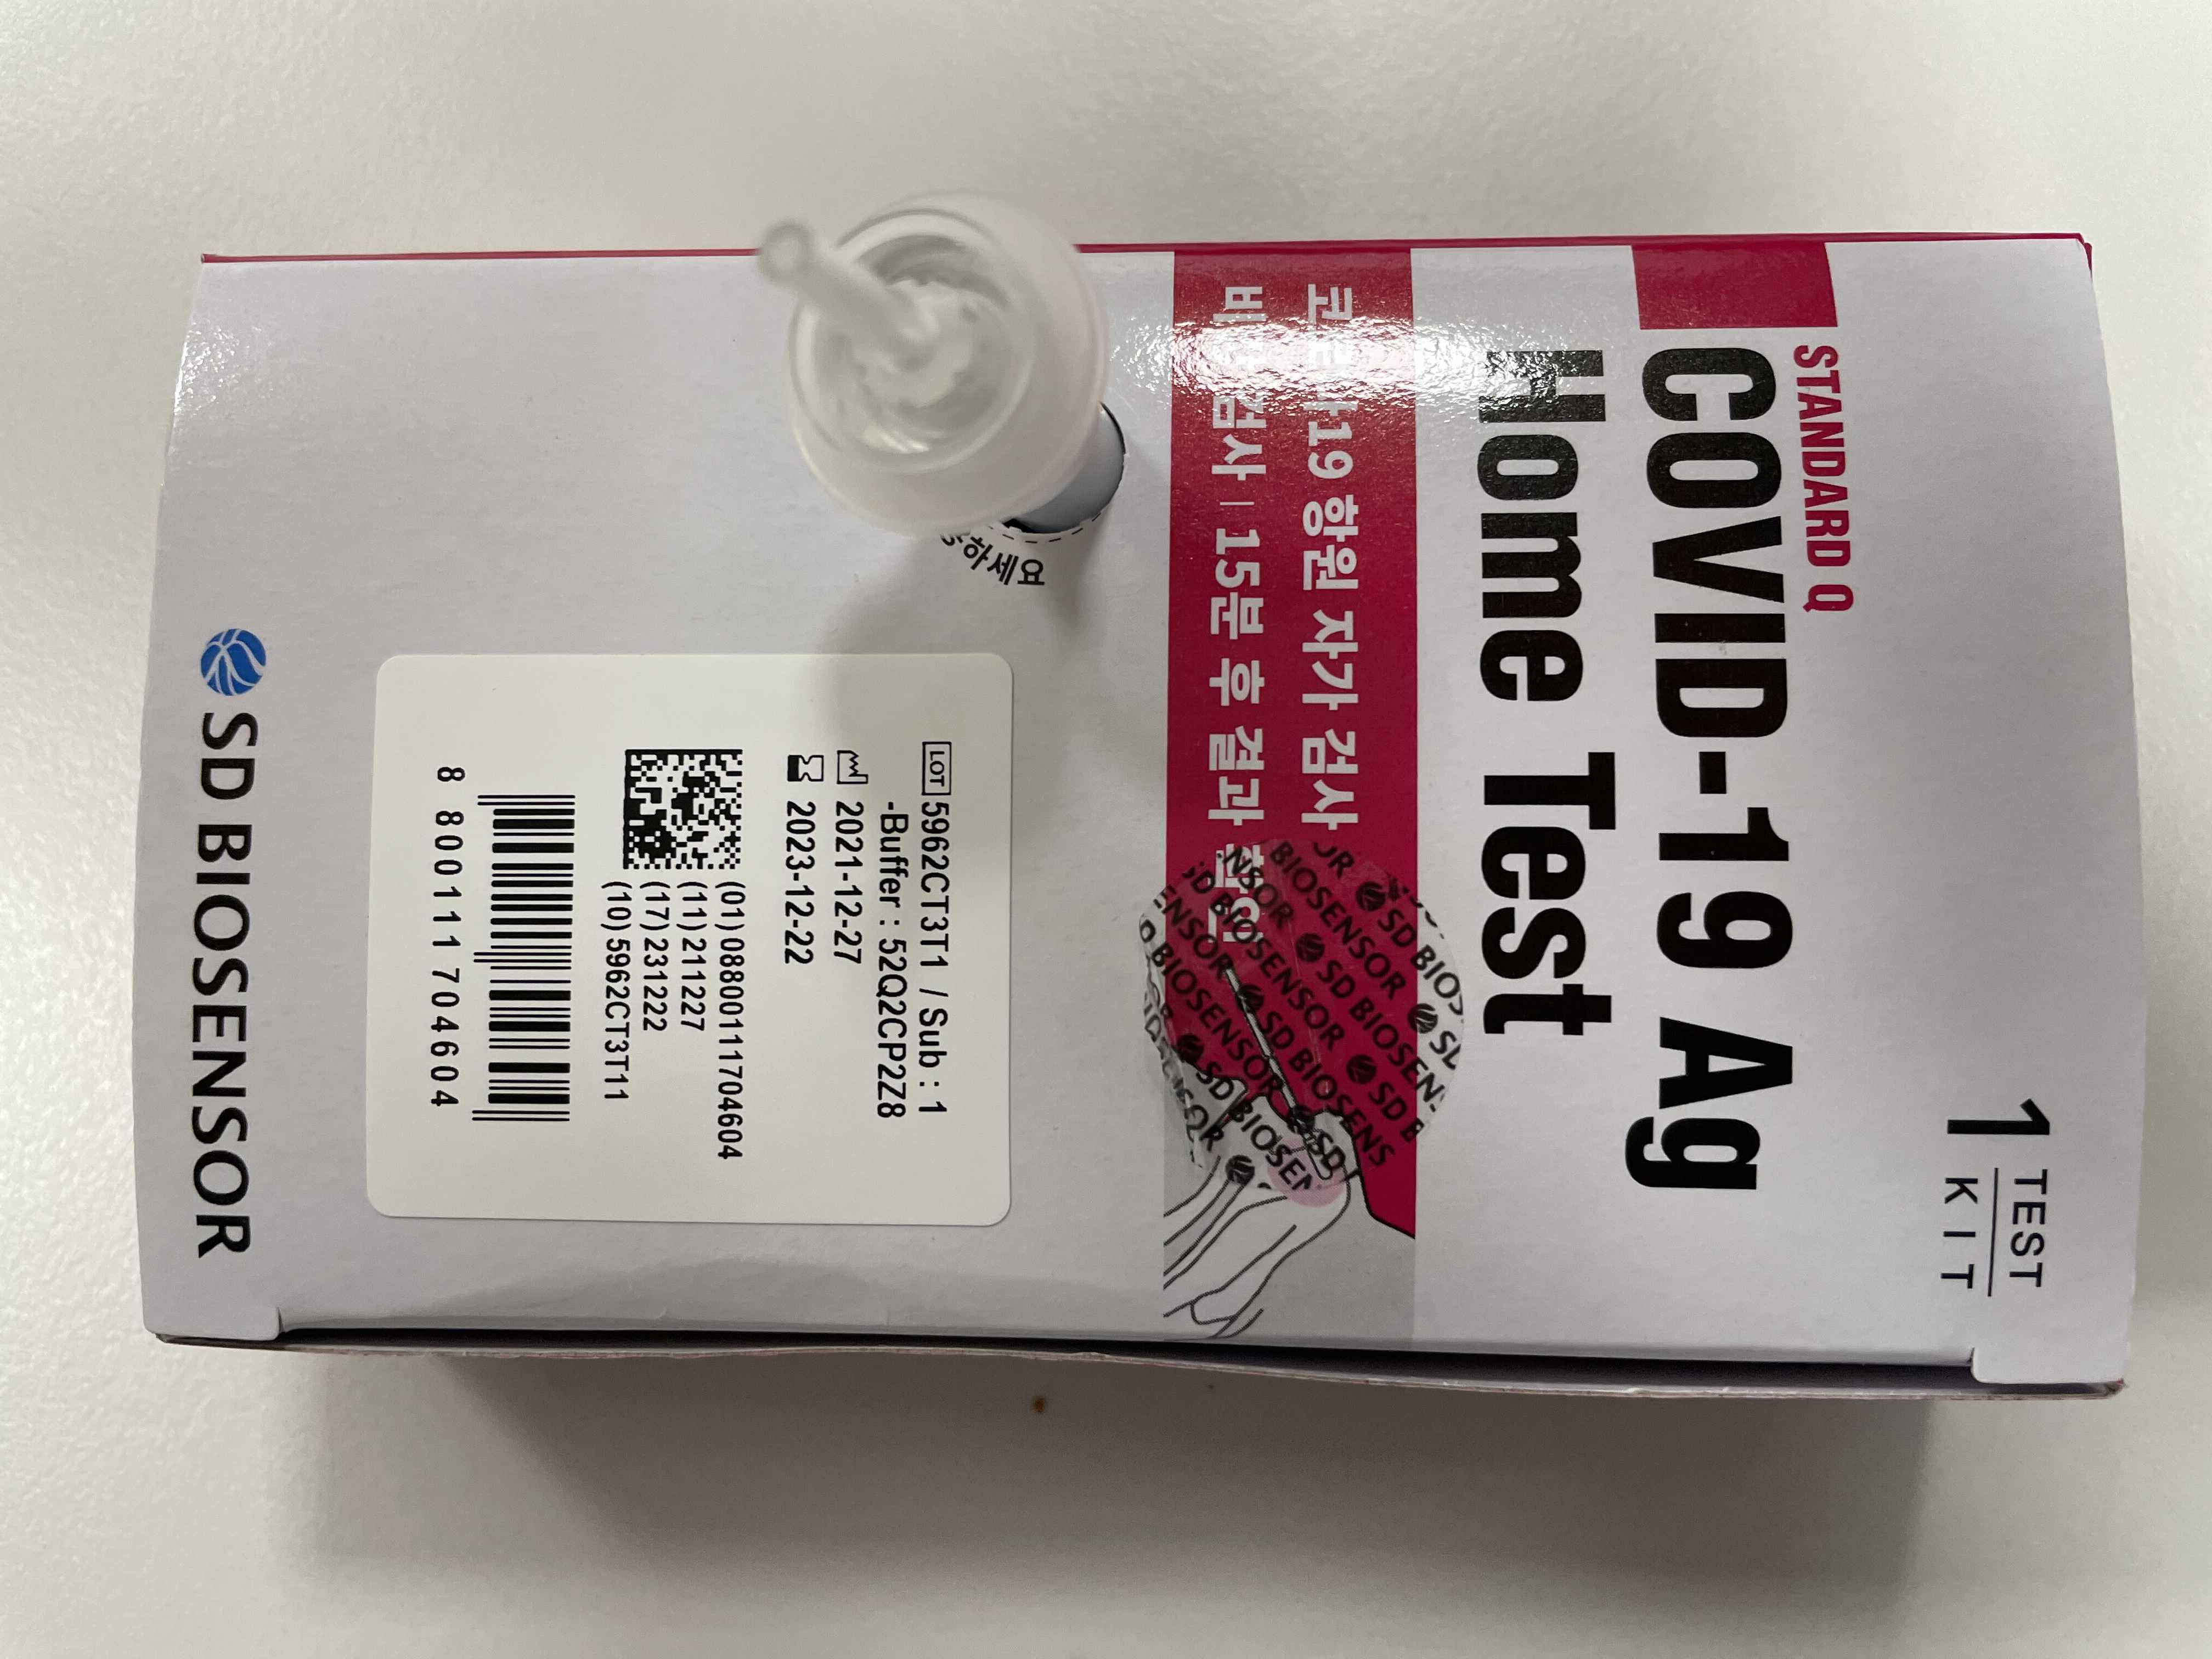 1 TEST
KIT
STANDARD Q
COVID-19 Ag
Home Test
19 항원 자가 검사
검사 | 15분 후 결과
하세요
LOT 5962CT3T1 / Sub : 1
-Buffer : 52Q2CP2Z8
2021-12-27
2023-12-22
(01) 08800111704604
(11) 211227
(17) 231222
(10) 5962CT3T11
8 800111 704604
SD BIOSENSOR
SD BIOSENSOR